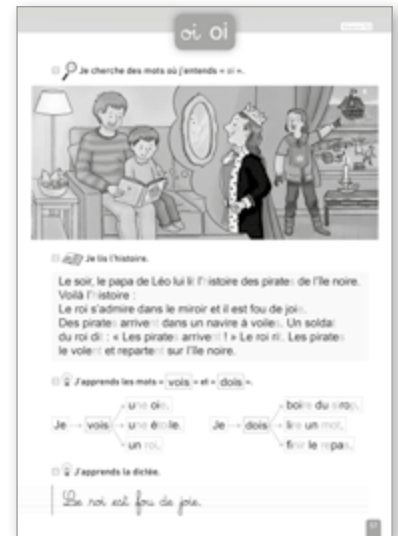 oi oi
Je cherche des mots où j'entends « oi ».
Je lis l'histoire.
Le soir, le papa de Léo lui lit l'histoire des pirates de l'île noire.
Voilà l'histoire :
Le roi s'admire dans le miroir et il est fou de joie.
Des pirates arrivent dans un navire à voiles. Un soldat
du roi dit : « Les pirates arrivent ! » Le roi rit. Les pirates
le volent et repartent sur l'île noire.
J'apprends les mots « vois » et « dois ».
une oie.
Je → vois → une étoile.
un roi.
boire du sirop.
Je → dois → lire un mot.
finir le repas.
J'apprends la dictée.
Le roi est fou de joie.
57